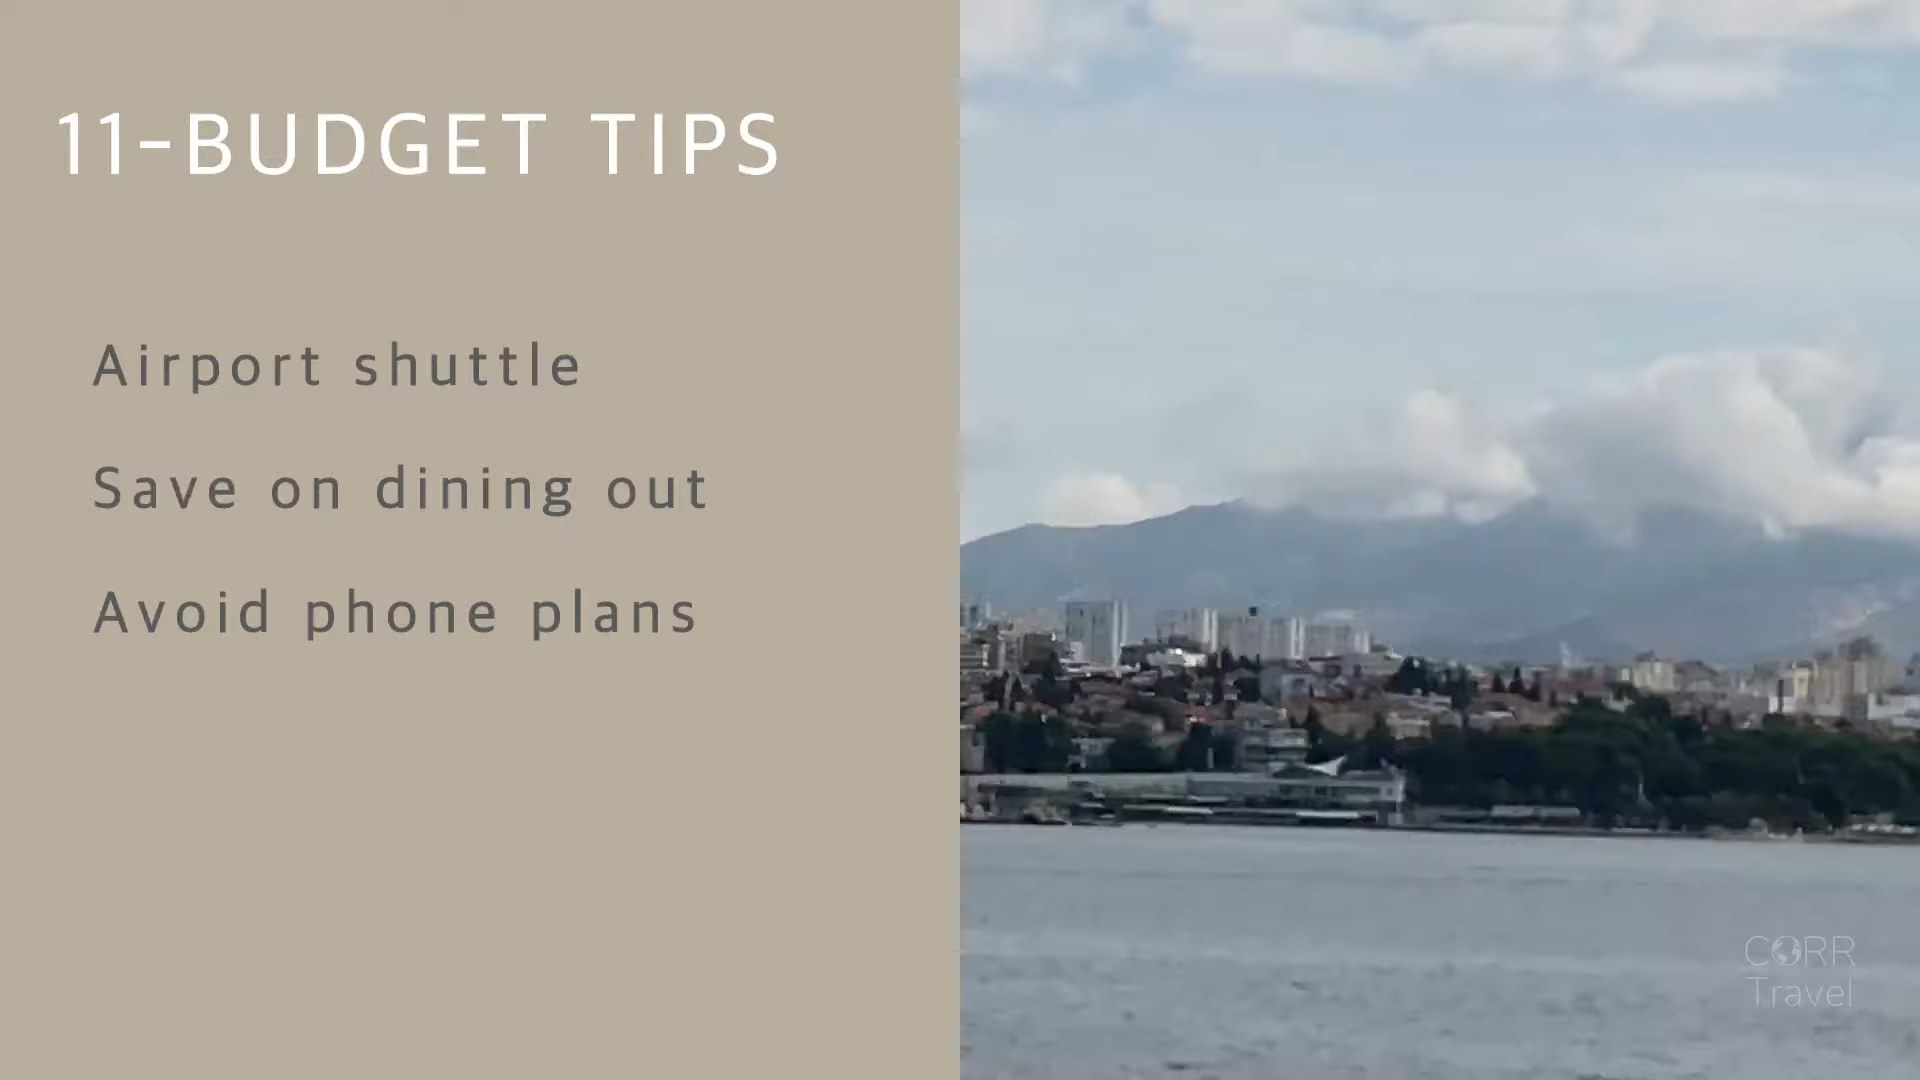 11-BUDGET TIPS
Airport shuttle
Save on dining out
Avoid phone plans
CORR
Travel